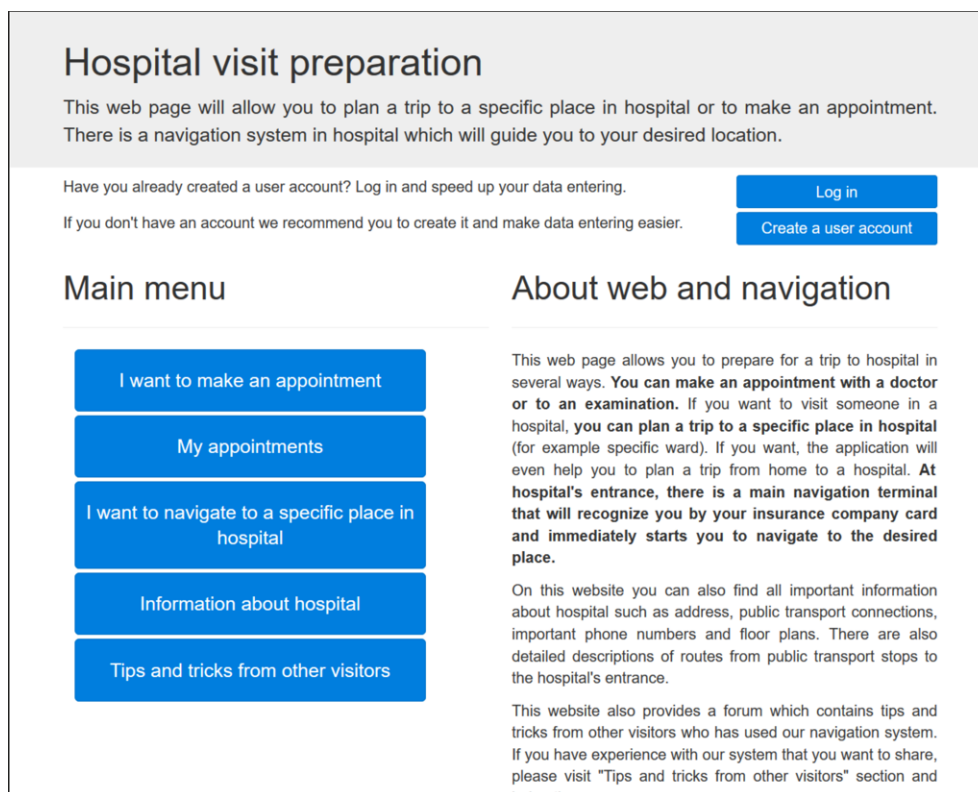 Hospital visit preparation
This web page will allow you to plan a trip to a specific place in hospital or to make an appointment.
There is a navigation system in hospital which will guide you to your desired location.
Have you already created a user account? Log in and speed up your data entering.
Log in
If you don't have an account we recommend you to create it and make data entering easier.
Create a user account
Main menu
I want to make an appointment
My appointments
I want to navigate to a specific place in
hospital
Information about hospital
Tips and tricks from other visitors
About web and navigation
This web page allows you to prepare for a trip to hospital in
several ways. You can make an appointment with a doctor
or to an examination. If you want to visit someone in a
hospital, you can plan a trip to a specific place in hospital
(for example specific ward). If you want, the application will
even help you to plan a trip from home to a hospital. At
hospital's entrance, there is a main navigation terminal
that will recognize you by your insurance company card
and immediately starts you to navigate to the desired
place.
On this website you can also find all important information
about hospital such as address, public transport connections,
important phone numbers and floor plans. There are also
detailed descriptions of routes from public transport stops to
the hospital's entrance.
This website also provides a forum which contains tips and
tricks from other visitors who has used our navigation system.
If you have experience with our system that you want to share,
please visit "Tips and tricks from other visitors" section and